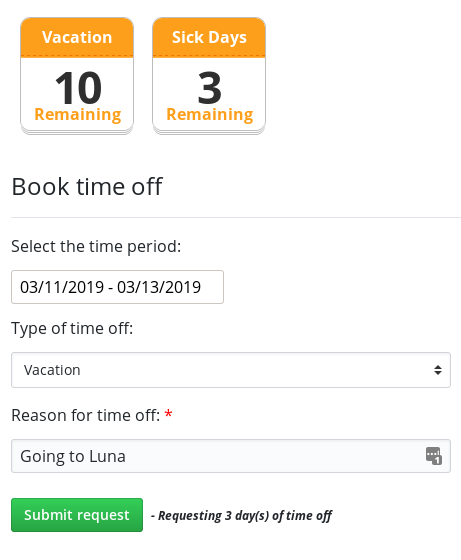 Vacation
10
Remaining
Sick Days
3
Remaining
Book time off
Select the time period:
03/11/2019 - 03/13/2019
Type of time off:
Vacation
Reason for time off: *
Going to Luna
1
Submit request
- Requesting 3 day(s) of time off